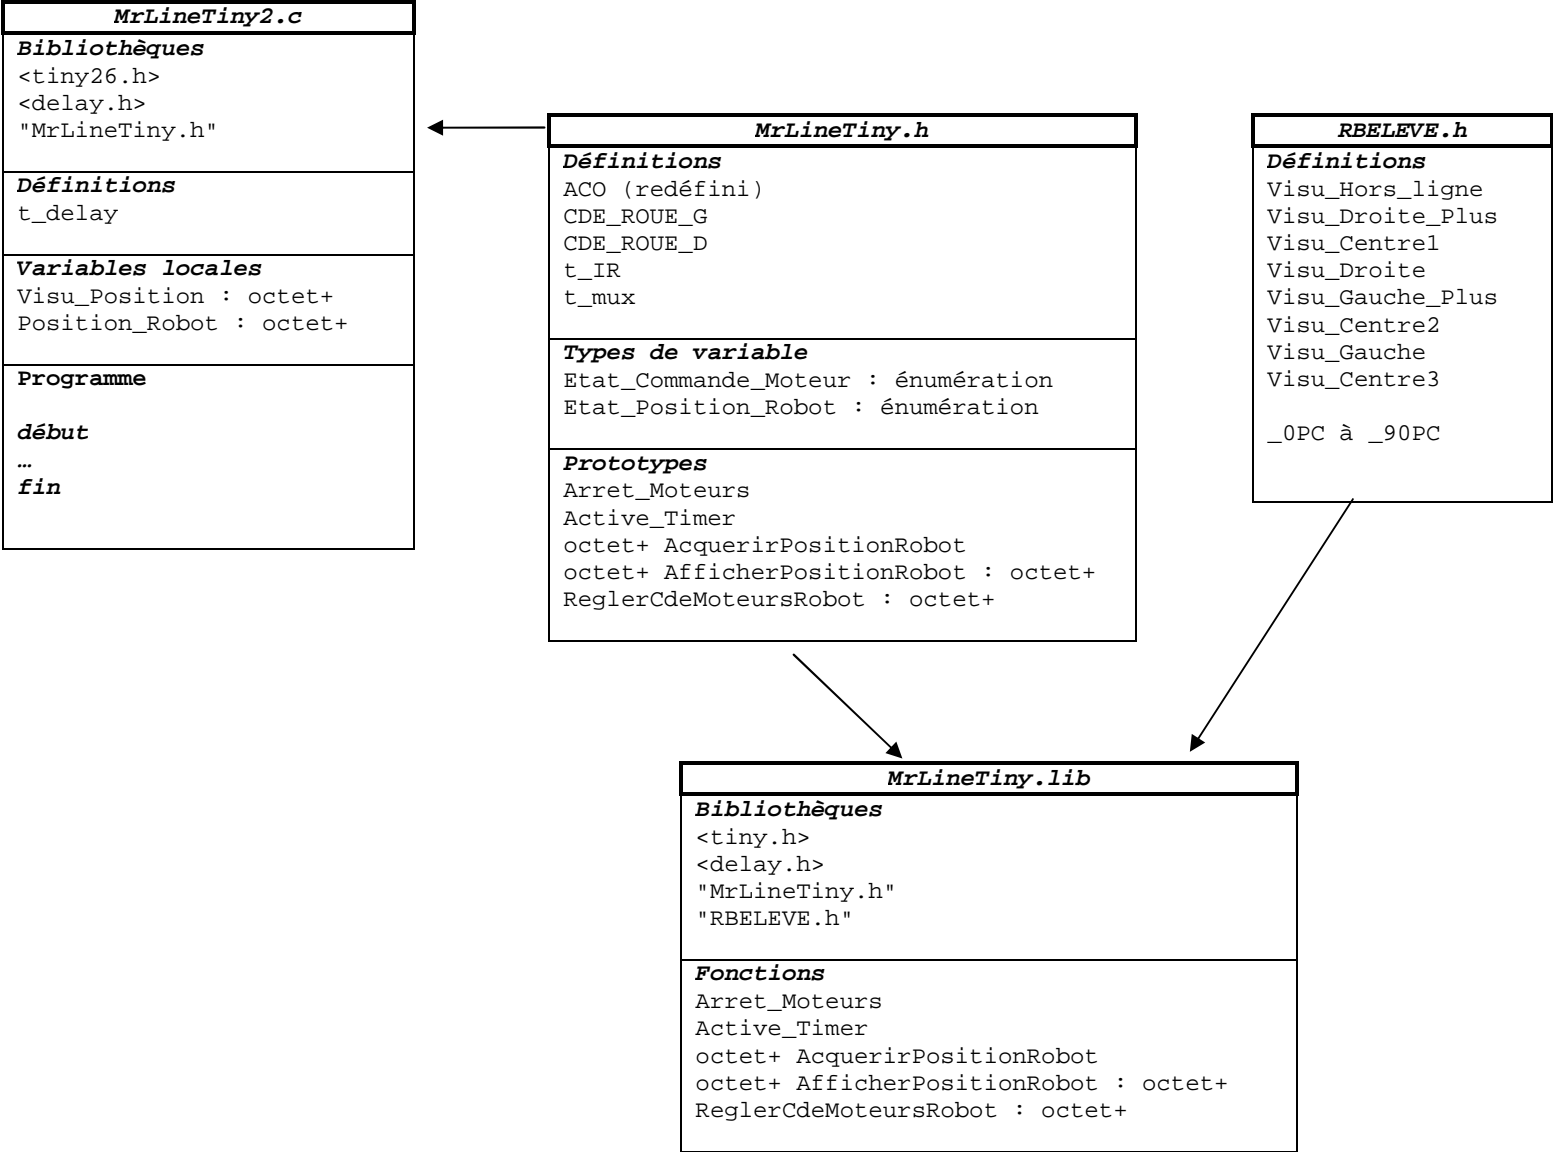 MrLineTiny2.c
Bibliothèques
<tiny26.h>
<delay.h>
"MrLineTiny.h"
Définitions
t_delay
Variables locales
Visu_Position : octet+
Position_Robot : octet+
Programme
début
…
fin
MrLineTiny.h
Définitions
ACO (redéfini)
CDE_ROUE_G
CDE_ROUE_D
t_IR
t_mux
Types de variable
Etat_Commande_Moteur : énumération
Etat_Position_Robot : énumération
Prototypes
Arret_Moteurs
Active_Timer
octet+ AcquerirPositionRobot
octet+ AfficherPositionRobot : octet+
ReglerCdeMoteursRobot : octet+
RBELEVE.h
Définitions
Visu_Hors_ligne
Visu_Droite_Plus
Visu_Centre1
Visu_Droite
Visu_Gauche_Plus
Visu_Centre2
Visu_Gauche
Visu_Centre3
_0PC à _90PC
MrLineTiny.lib
Bibliothèques
<tiny.h>
<delay.h>
"MrLineTiny.h"
"RBELEVE.h"
Fonctions
Arret_Moteurs
Active_Timer
octet+ AcquerirPositionRobot
octet+ AfficherPositionRobot : octet+
ReglerCdeMoteursRobot : octet+